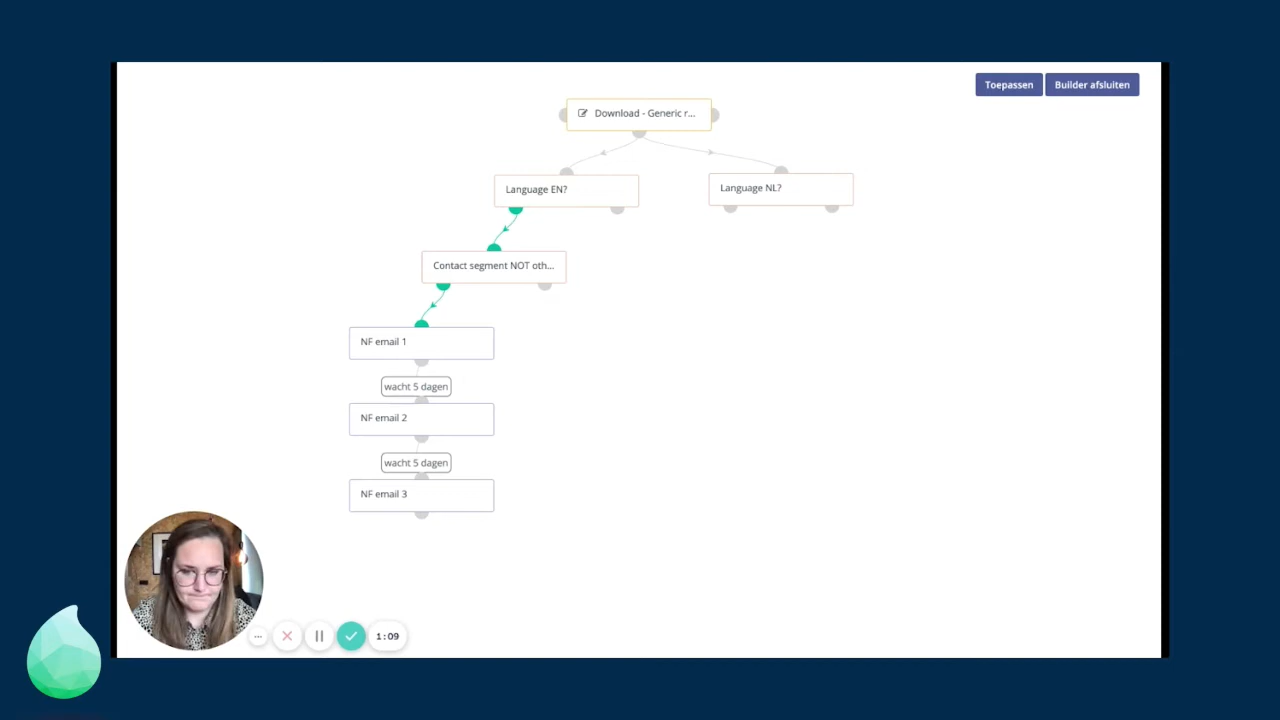 Toepassen
Builder afsluiten
Download - Generic r...
Language EN?
Language NL?
Contact segment NOT oth...
NF email 1
wacht 5 dagen
NF email 2
wacht 5 dagen
NF email 3
1:09